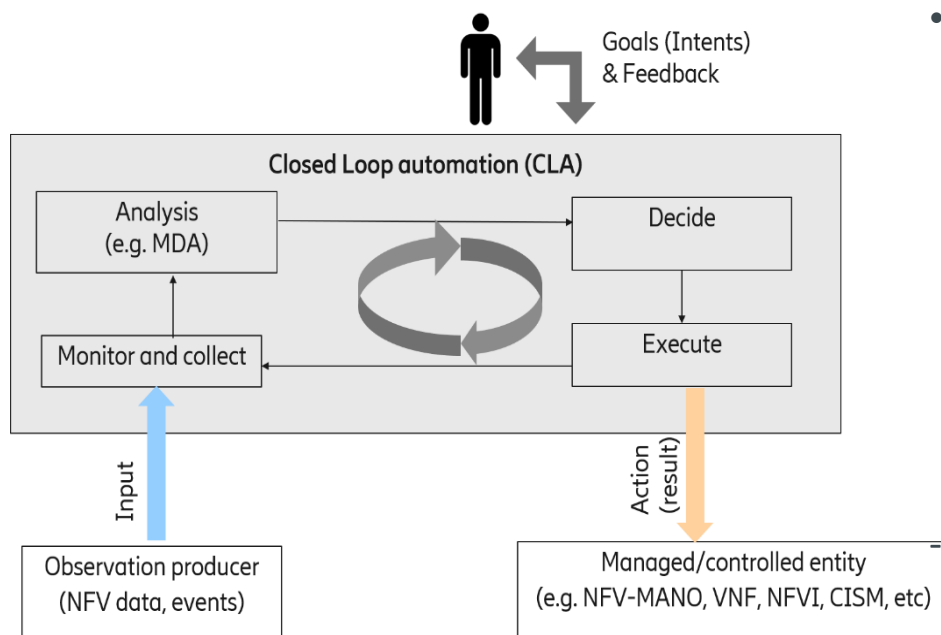 Goals (Intents)
& Feedback
Closed Loop automation (CLA)
Analysis
(e.g. MDA)
Decide
Monitor and collect
Execute
Input
Action
(result)
Observation producer
(NFV data, events)
Managed/controlled entity
(e.g. NFV-MANO, VNF, NFVI, CISM, etc)